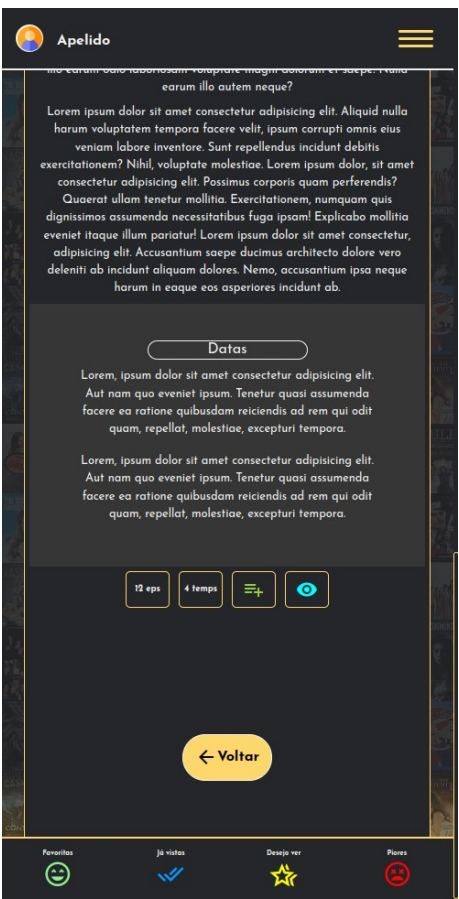 Apelido
illo earum odio laboriosam voluptate magni dolorum et saepe. Nulla
earum illo autem neque?
Lorem ipsum dolor sit amet consectetur adipisicing elit. Aliquid nulla
harum voluptatem tempora facere velit, ipsum corrupti omnis eius
veniam labore inventore. Sunt repellendus incidunt debitis
exercitationem? Nihil, voluptate molestiae. Lorem ipsum dolor, sit amet
consectetur adipisicing elit. Possimus corporis quam perferendis?
Quaerat ullam tenetur mollitia. Exercitationem, numquam quis
dignissimos assumenda necessitatibus fuga ipsam! Explicabo mollitia
eveniet itaque illum pariatur! Lorem ipsum dolor sit amet consectetur,
adipisicing elit. Accusantium saepe ducimus architecto dolore vero
deleniti ab incidunt aliquam dolores. Nemo, accusantium ipsa neque
harum in eaque eos asperiores incidunt ab.
Datas
Lorem, ipsum dolor sit amet consectetur adipisicing elit.
Aut nam quo eveniet ipsum. Tenetur quasi assumenda
facere ea ratione quibusdam reiciendis ad rem qui odit
quam, repellat, molestiae, excepturi tempora.
Lorem, ipsum dolor sit amet consectetur adipisicing elit.
Aut nam quo eveniet ipsum. Tenetur quasi assumenda
facere ea ratione quibusdam reiciendis ad rem qui odit
quam, repellat, molestiae, excepturi tempora.
12 eps 4 temps
Voltar
Favoritas Já vistas Desejo ver Piores